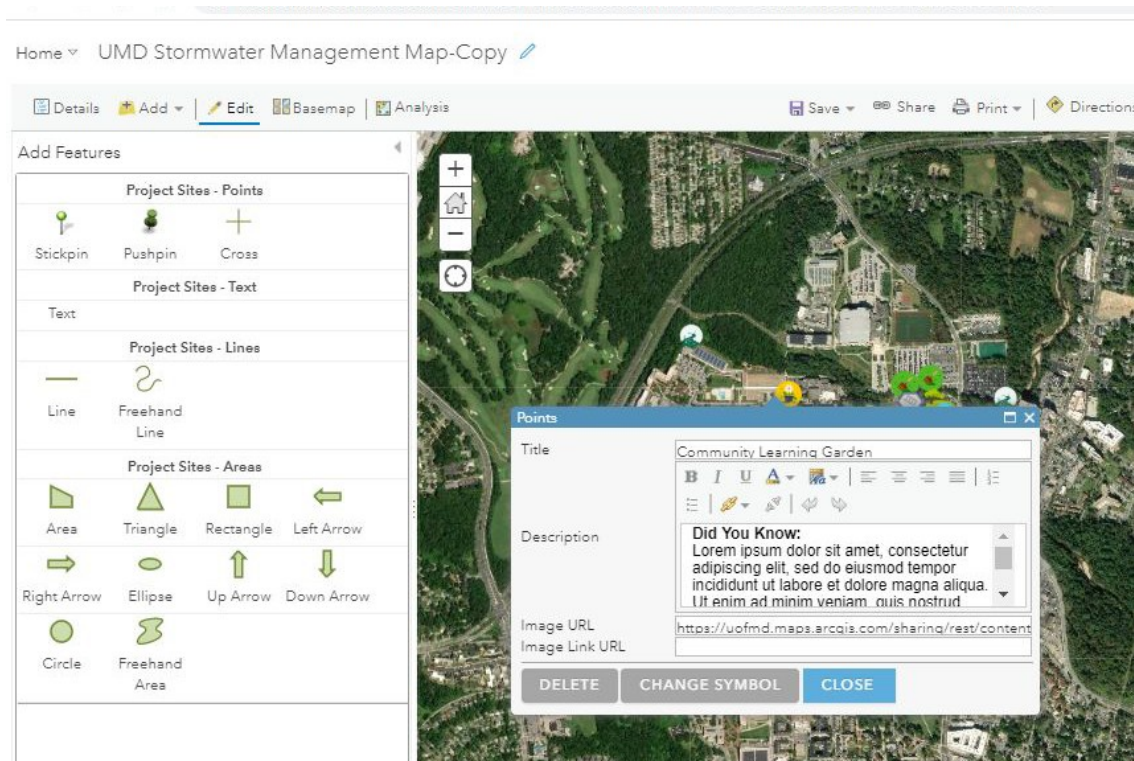 Home UMD Stormwater Management Map-Copy
Details Add Edit Basemap Analysis Save Share Print Directions
Add Features
Project Sites - Points
Stickpin Pushpin Cross
Project Sites - Text
Text
Project Sites - Lines
Line Freehand Line
Project Sites - Areas
Area Triangle Rectangle Left Arrow
Right Arrow Ellipse Up Arrow Down Arrow
Circle Freehand Area
Points
Title Community Learning Garden
B I U
Description
Did You Know:
Lorem ipsum dolor sit amet, consectetur
adipiscing elit, sed do eiusmod tempor
incididunt ut labore et dolore magna aliqua.
Ut enim ad minim veniam, quis nostrud
Image URL https://uofmd.maps.arcgis.com/sharing/rest/content
Image Link URL
DELETE CHANGE SYMBOL CLOSE